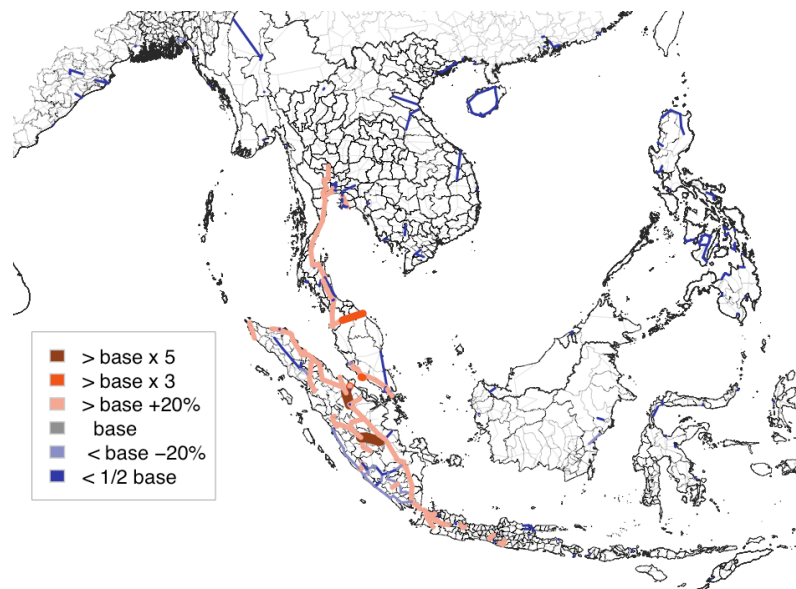 > base x 5
> base x 3
> base +20%
base
< base −20%
< 1/2 base